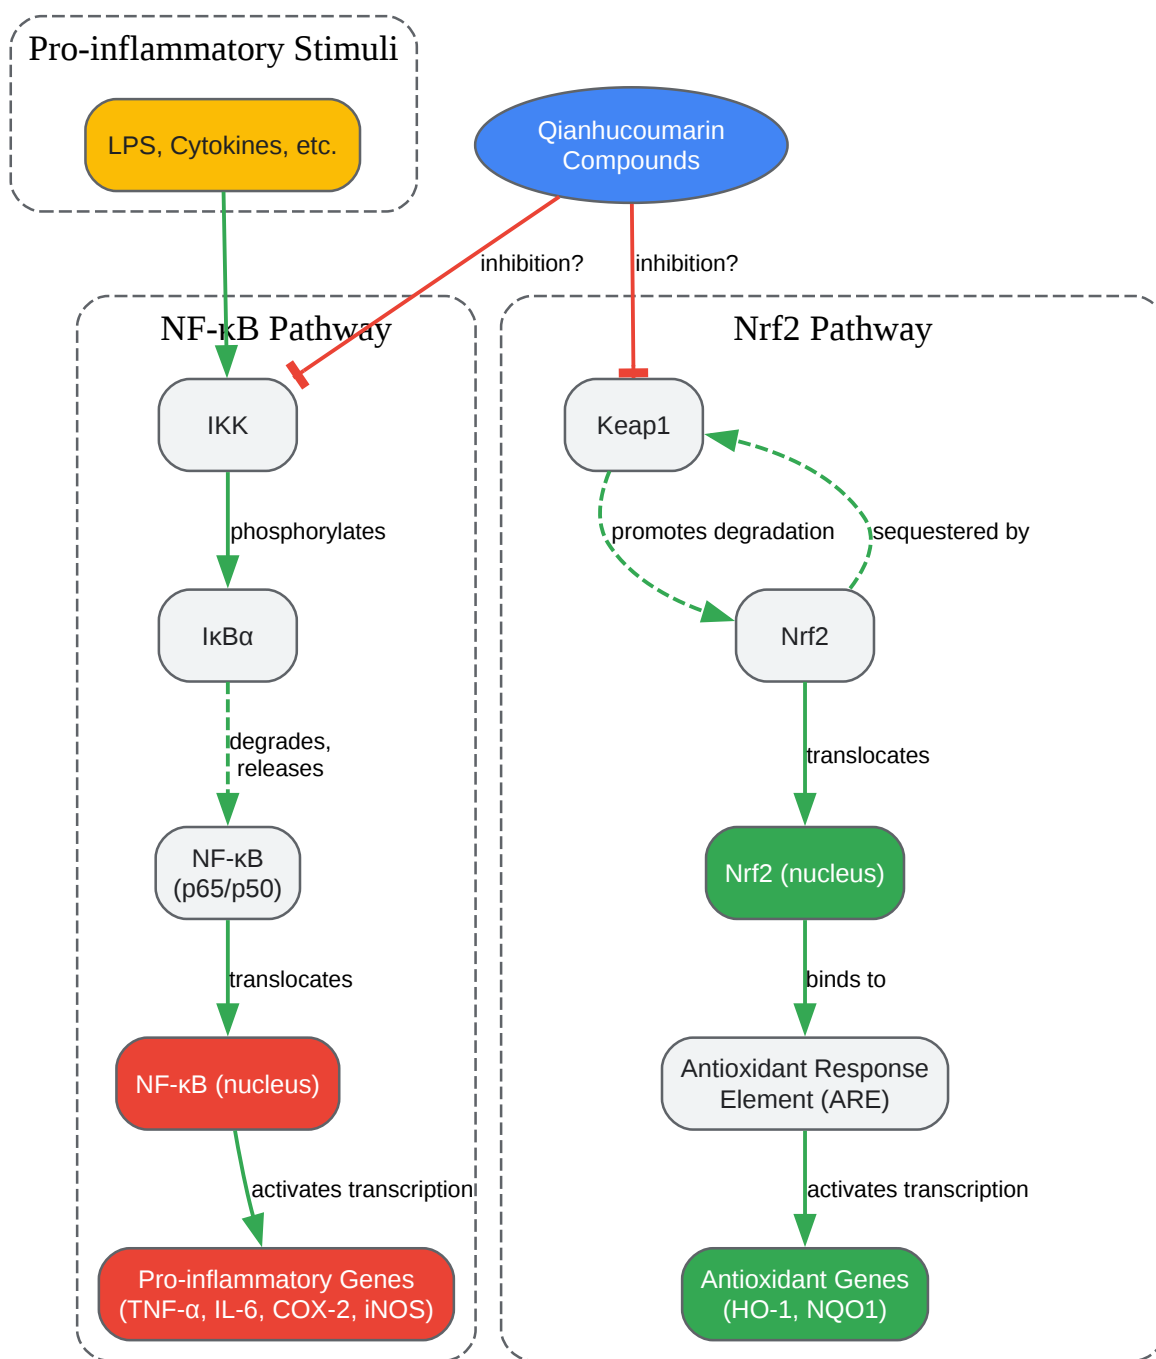 Pro-inflammatory Stimuli
LPS, Cytokines, etc.
Qianhucoumarin
Compounds
inhibition?
inhibition?
NF-κB Pathway
IKK
phosphorylates
IκBα
degrades,
releases
NF-κB
(p65/p50)
translocates
NF-κB (nucleus)
activates transcription
Pro-inflammatory Genes
(TNF-α, IL-6, COX-2, iNOS)
Nrf2 Pathway
Keap1
promotes degradation
sequestered by
Nrf2
translocates
Nrf2 (nucleus)
binds to
Antioxidant Response
Element (ARE)
activates transcription
Antioxidant Genes
(HO-1, NQO1)